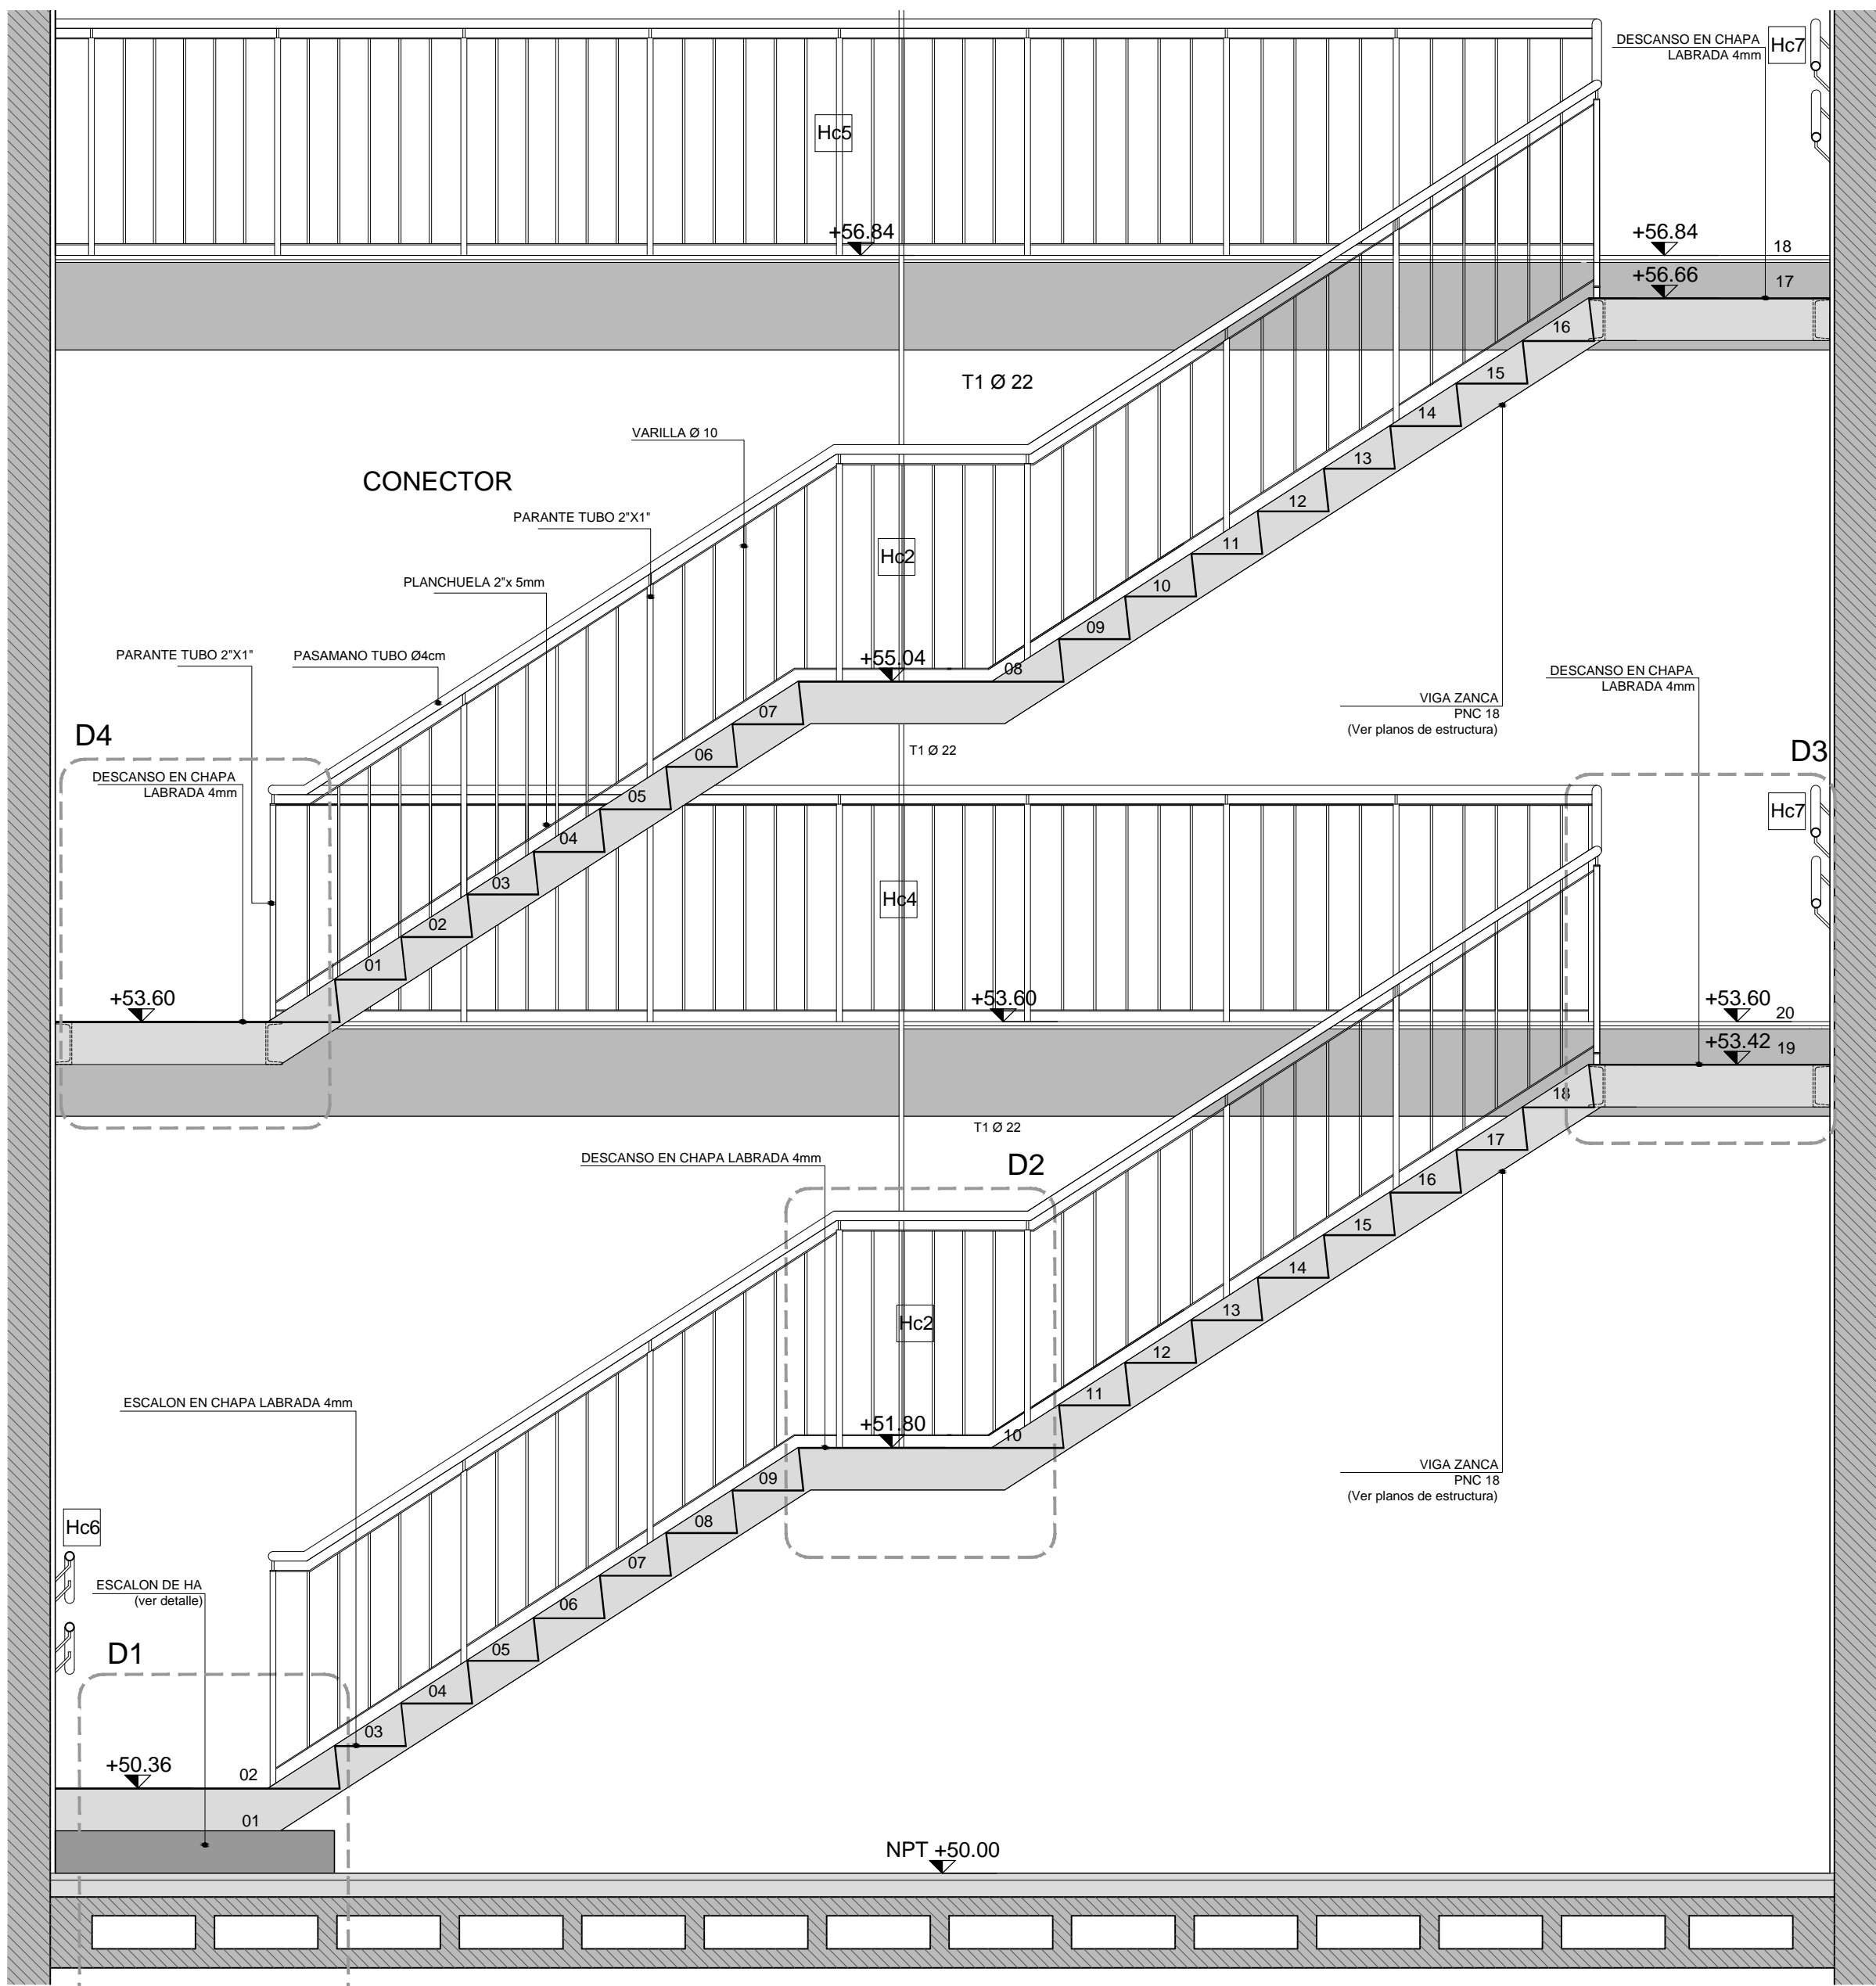 DESCANSO EN CHAPA
LABRADA 4mm
Hc7
Hc5
+56.84
+56.84
18
+56.66
17
16
T1 Ø 22
15
14
VARILLA Ø 10
13
CONECTOR
12
PARANTE TUBO 2"X1"
11
Hc2
PLANCHUELA 2"x 5mm
10
09
PARANTE TUBO 2"X1"
PASAMANO TUBO Ø4cm
+55.04
08
DESCANSO EN CHAPA
LABRADA 4mm
VIGA ZANCA
PNC 18
(Ver planos de estructura)
07
D4
T1 Ø 22
D3
06
DESCANSO EN CHAPA
LABRADA 4mm
05
Hc7
04
03
Hc4
02
01
+53.60
+53.60
+53.60
20
+53.42
19
18
T1 Ø 22
17
DESCANSO EN CHAPA LABRADA 4mm
D2
16
15
14
13
Hc2
12
11
ESCALON EN CHAPA LABRADA 4mm
+51.80
10
VIGA ZANCA
PNC 18
(Ver planos de estructura)
09
08
Hc6
07
ESCALON DE HA
(ver detalle)
06
05
D1
04
03
+50.36
02
01
NPT +50.00